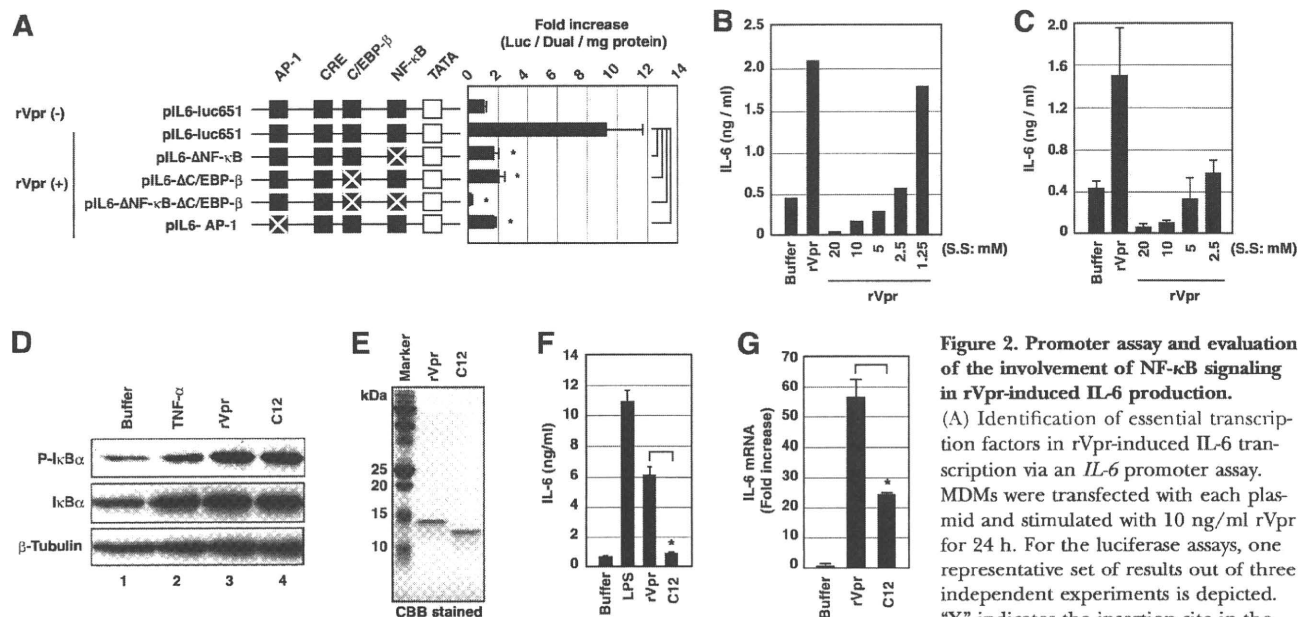 A
AP-1 CRE C/EBP-β NF-κB TATA
Fold increase
(Luc / Dual / mg protein)
0 2 4 6 8 10 12 14
rVpr (-) pIL6-luc651
pIL6-luc651
pIL6-ΔNF-κB *
rVpr (+) pIL6-ΔC/EBP-β *
pIL6-ΔNF-κB-ΔC/EBP-β *
pIL6- AP-1 *
B
IL-6 (ng / ml)
2.5
2.0
1.5
1.0
0.5
0
Buffer rVpr 20 10 5 2.5 1.25 (S.S: mM)
rVpr
C
IL-6 (ng / ml)
2.0
1.6
1.2
0.8
0.4
0
Buffer rVpr 20 10 5 2.5 (S.S: mM)
rVpr
D
Buffer TNF-α rVpr C12
P-IκBα
IκBα
β-Tubulin
1 2 3 4
E
Marker rVpr C12
kDa
25
20
15
10
CBB stained
F
IL-6 (ng/ml)
14
12
10
8
6
4
2
0
*
Buffer LPS rVpr C12
G
IL-6 mRNA
(Fold increase)
70
60
50
40
30
20
10
0
*
Buffer rVpr C12
Figure 2. Promoter assay and evaluation
of the involvement of NF-κB signaling
in rVpr-induced IL-6 production.
(A) Identification of essential transcrip-
tion factors in rVpr-induced IL-6 tran-
scription via an IL-6 promoter assay.
MDMs were transfected with each plas-
mid and stimulated with 10 ng/ml rVpr
for 24 h. For the luciferase assays, one
representative set of results out of three
independent experiments is depicted.
"X" indicates the insertion site in the